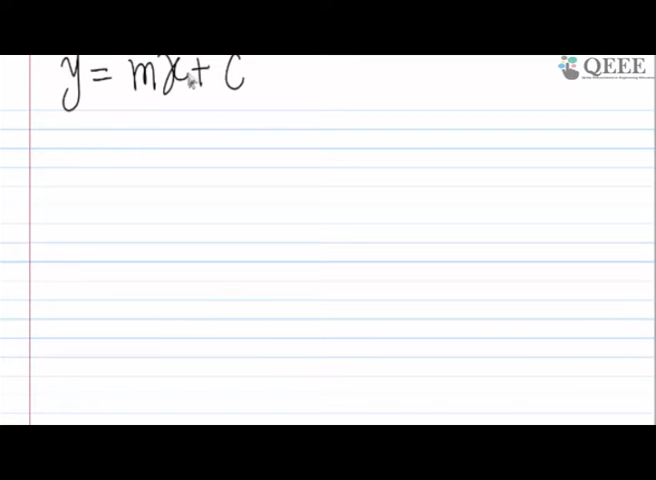 y = mx + c
QEEE